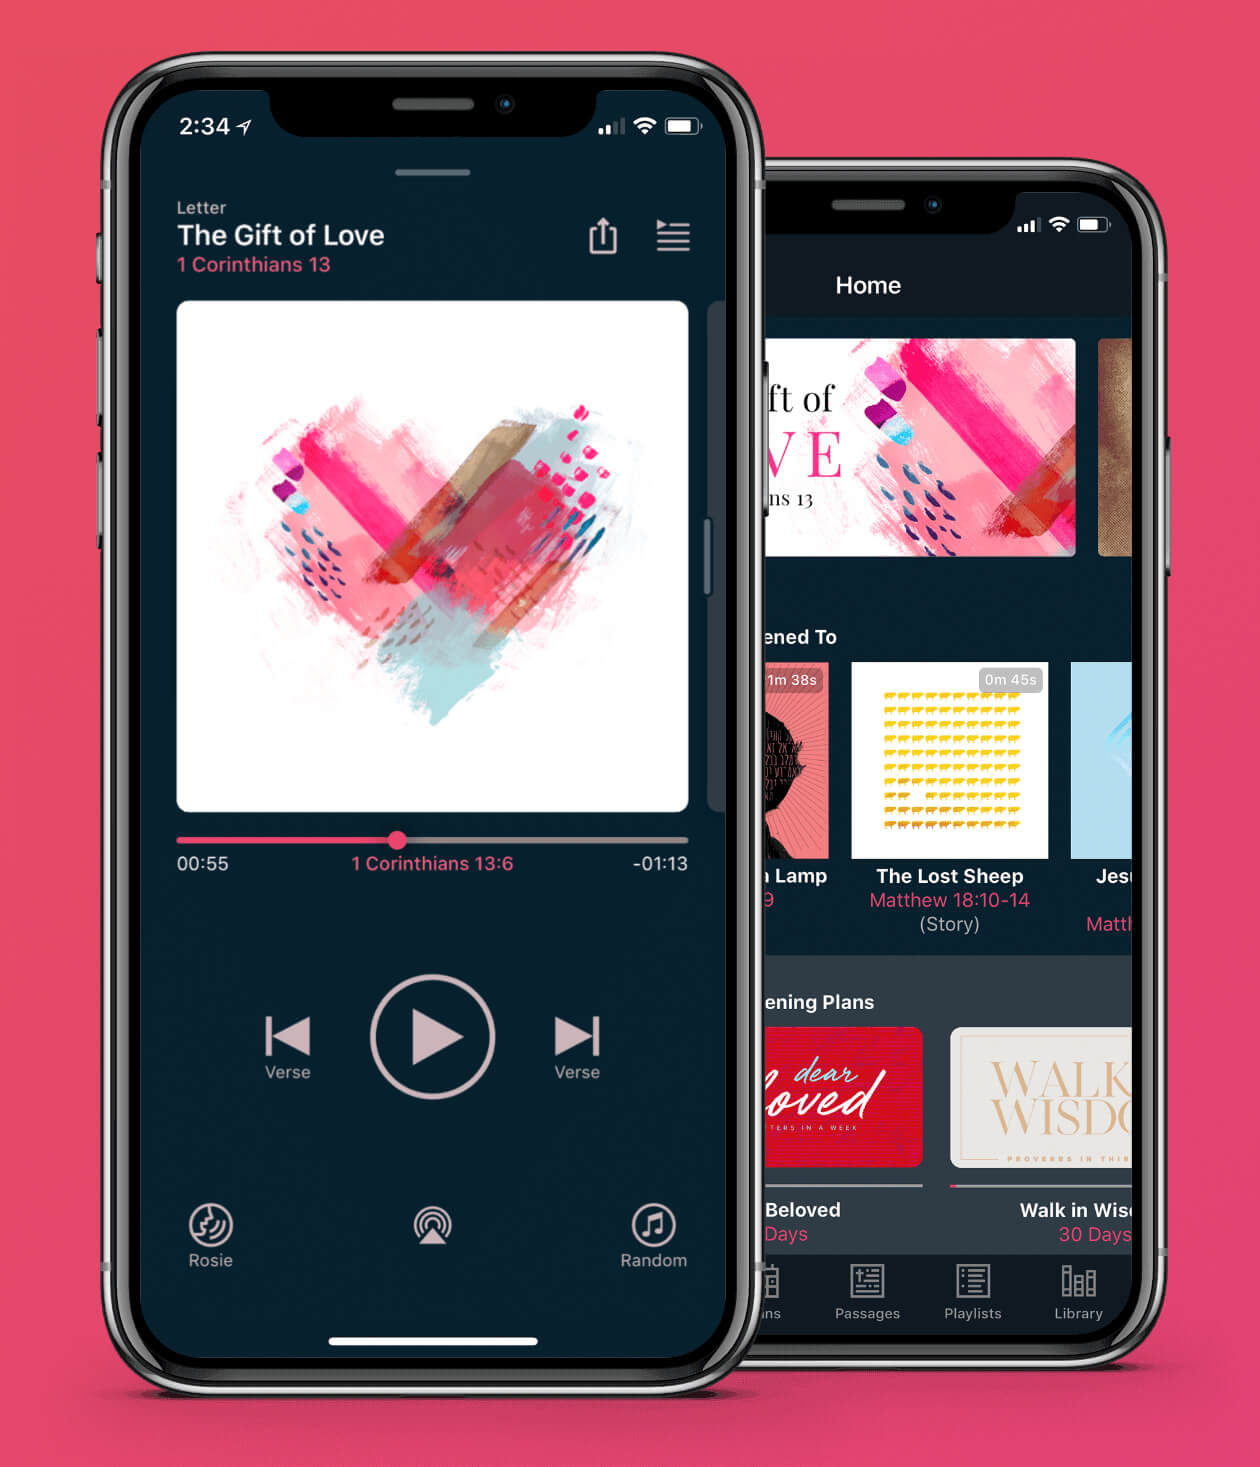 2:34
Letter
The Gift of Love
1 Corinthians 13
00:55
1 Corinthians 13:6
-01:13
Verse
Verse
Rosie
Random
Home
ft of
VE
ns 13
ened To
1m 38s
0m 45s
a Lamp
9
The Lost Sheep
Matthew 18:10-14
(Story)
Jesu
Matth
ening Plans
dear
loved
TERS IN A WEEK
WALK
WISDO
PROVERBS IN THIR
Beloved
Days
Walk in Wisd
30 Days
ns
Passages
Playlists
Library